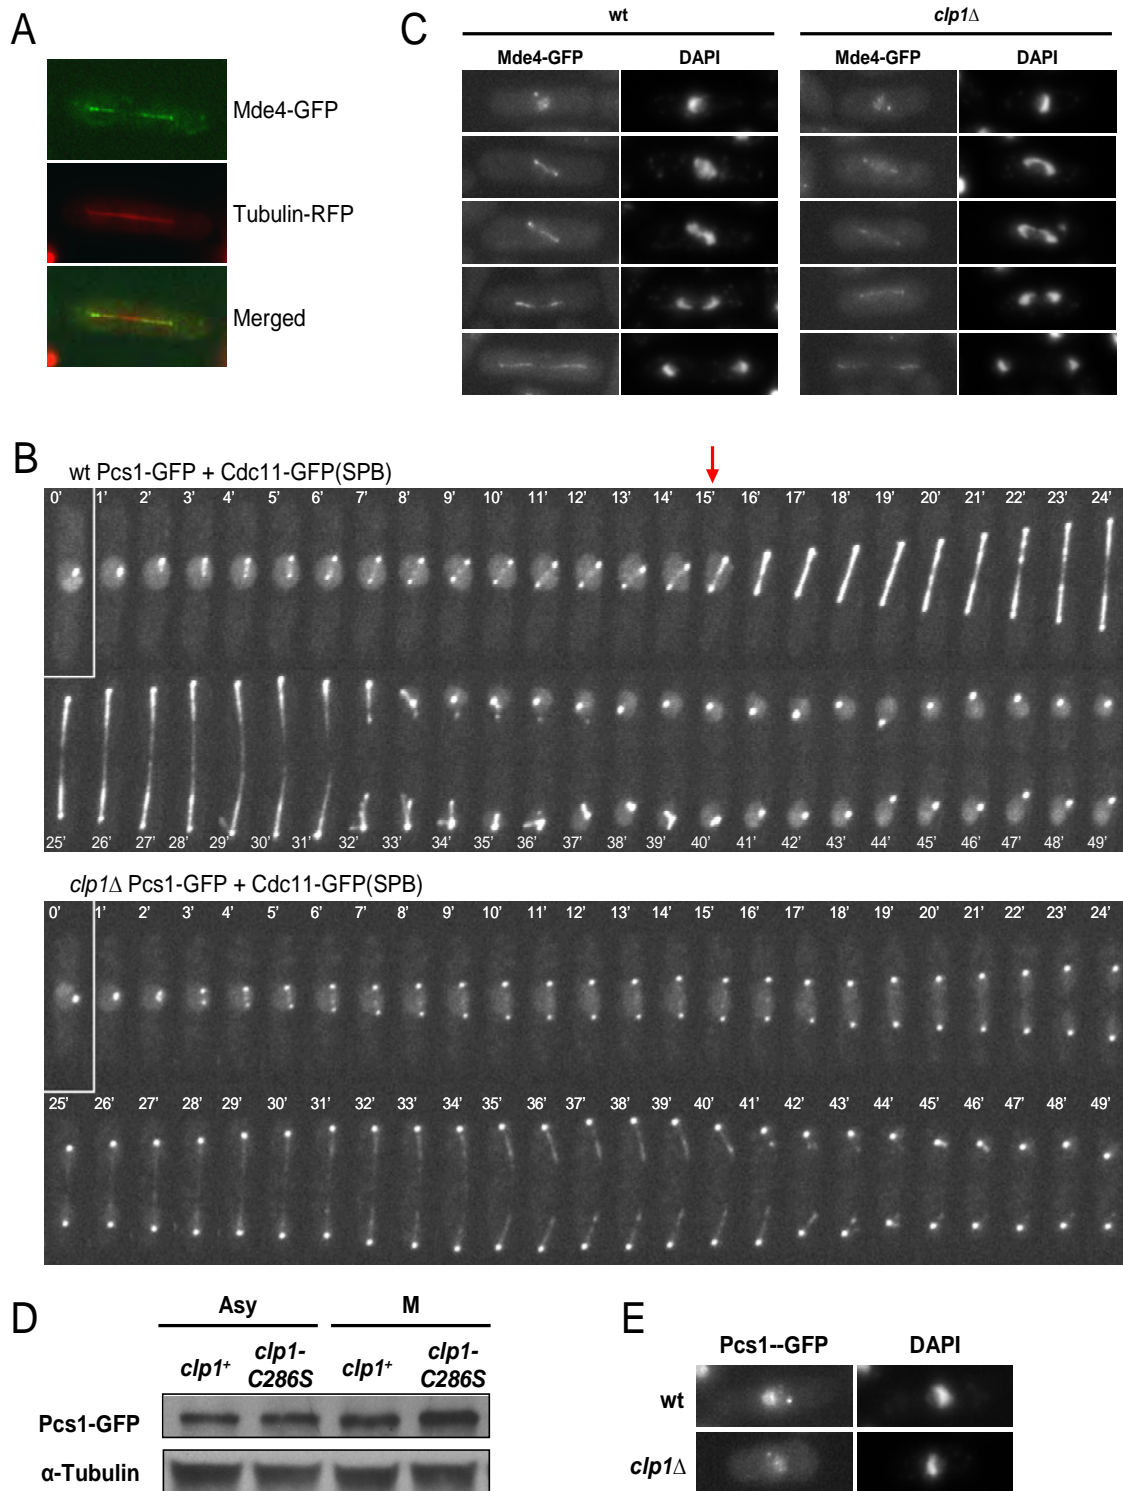 A
Mde4-GFP
Tubulin-RFP
Merged
C
wt
clp1Δ
Mde4-GFP DAPI Mde4-GFP DAPI
B
wt Pcs1-GFP + Cdc11-GFP(SPB)
0' 1' 2' 3' 4' 5' 6' 7' 8' 9' 10' 11' 12' 13' 14' 15' 16' 17' 18' 19' 20' 21' 22' 23' 24'
25' 26' 27' 28' 29' 30' 31' 32' 33' 34' 35' 36' 37' 38' 39' 40' 41' 42' 43' 44' 45' 46' 47' 48' 49'
clp1Δ Pcs1-GFP + Cdc11-GFP(SPB)
0' 1' 2' 3' 4' 5' 6' 7' 8' 9' 10' 11' 12' 13' 14' 15' 16' 17' 18' 19' 20' 21' 22' 23' 24'
25' 26' 27' 28' 29' 30' 31' 32' 33' 34' 35' 36' 37' 38' 39' 40' 41' 42' 43' 44' 45' 46' 47' 48' 49'
D
Asy M
clp1+ clp1-C286S clp1+ clp1-C286S
Pcs1-GFP
α-Tubulin
E
Pcs1--GFP DAPI
wt
clp1Δ